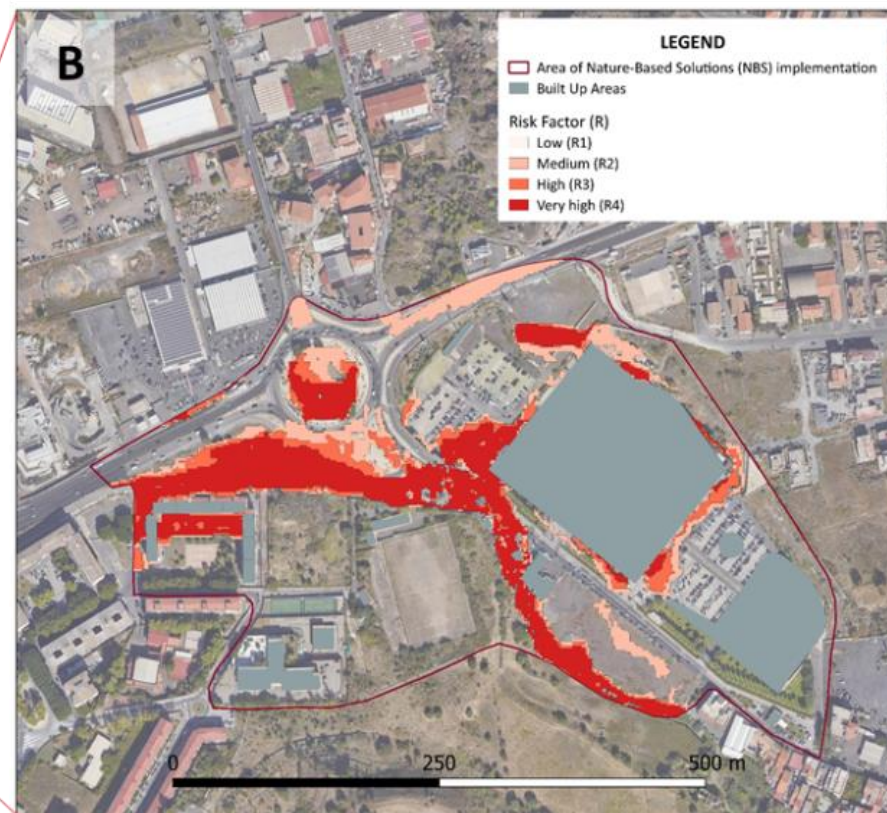 B
LEGEND
Area of Nature-Based Solutions (NBS) implementation
Built Up Areas
Risk Factor (R)
Low (R1)
Medium (R2)
High (R3)
Very high (R4)
0 250 500 m